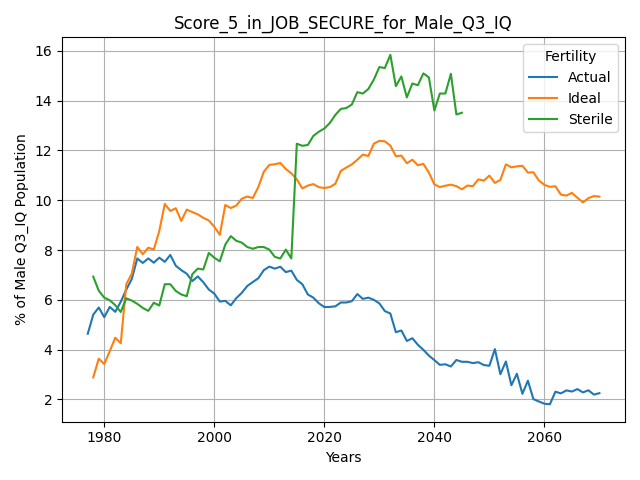 Score_5_in_JOB_SECURE_for_Male_Q3_IQ
% of Male Q3_IQ Population
16
14
12
10
8
6
4
2
Fertility
Actual
Ideal
Sterile
1980 2000 2020 2040 2060
Years